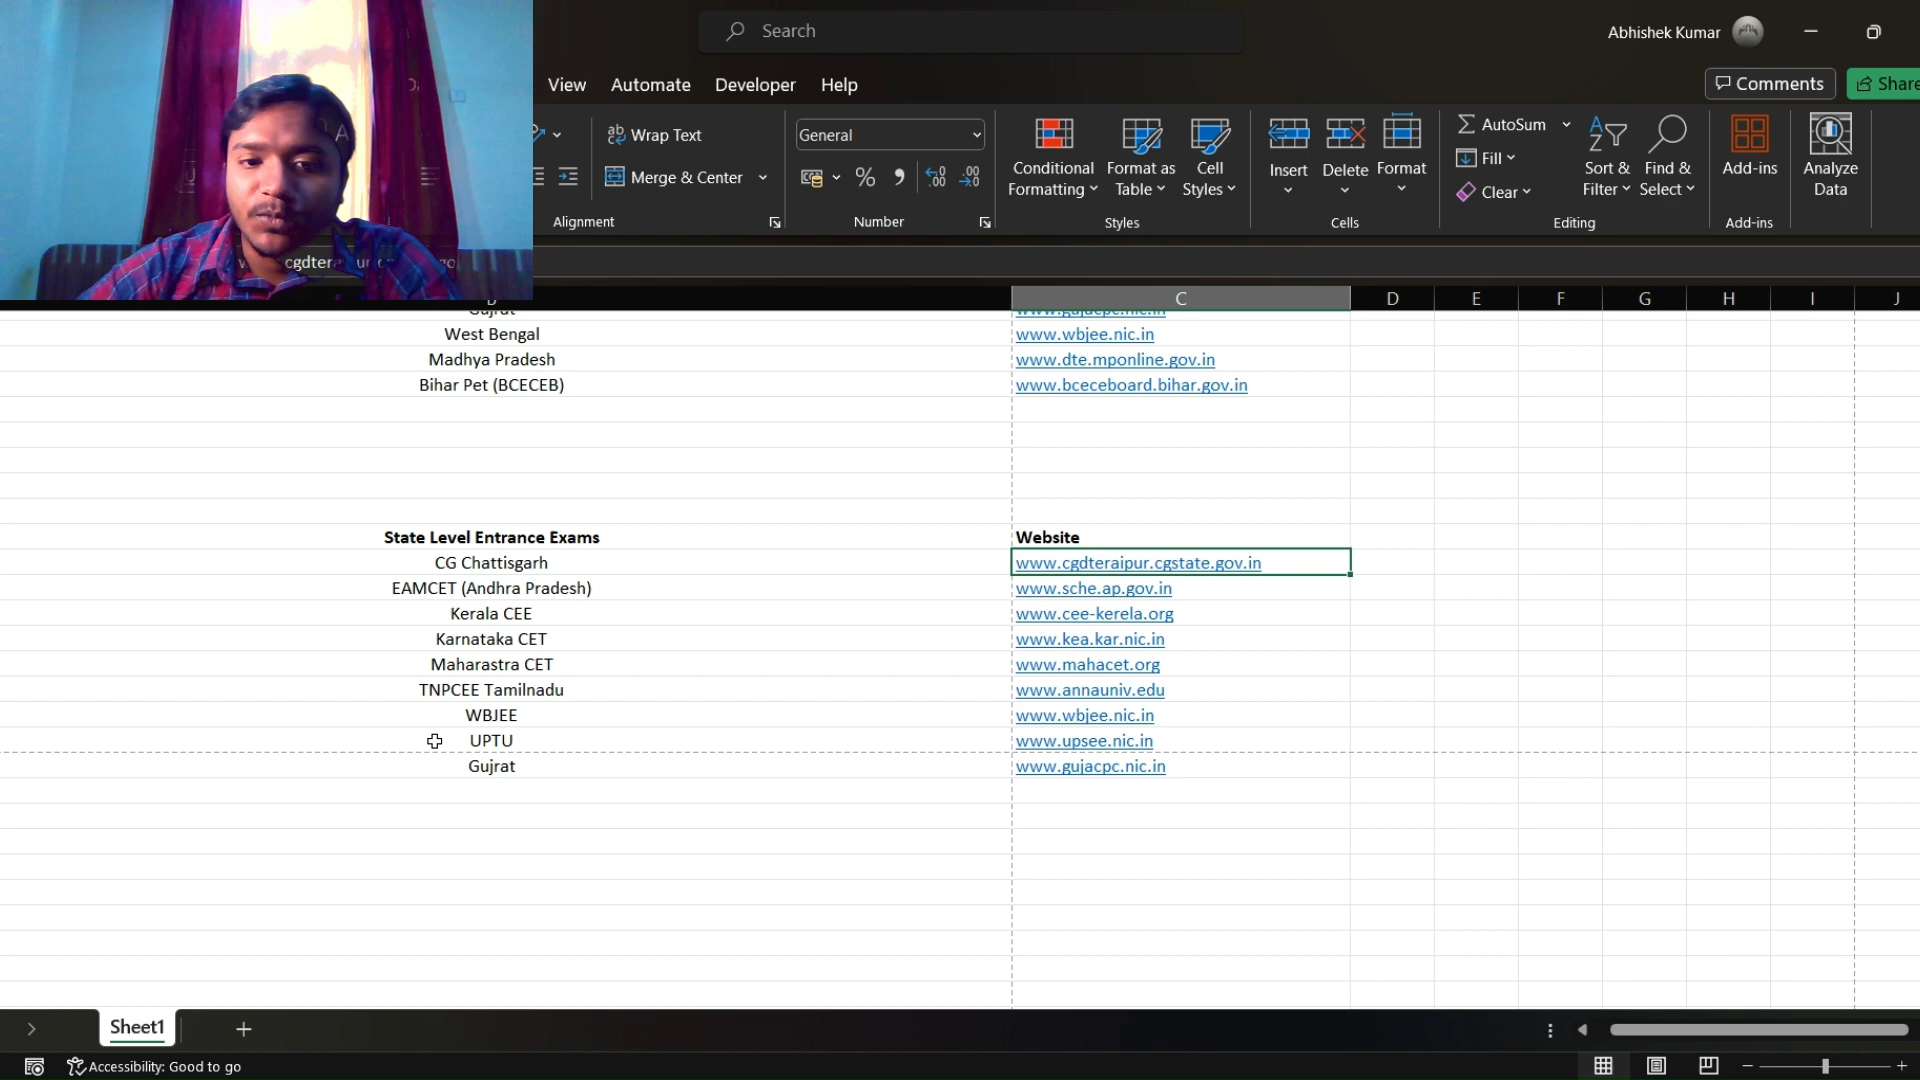 Search
Abhishek Kumar
View Automate Developer Help
Comments
Share
Wrap Text
General
AutoSum
Merge & Center
Conditional Formatting
Format as Table
Cell Styles
Insert
Delete
Format
Fill
Clear
Sort & Filter
Find & Select
Add-ins
Analyze Data
Alignment
Number
Styles
Cells
Editing
Add-ins
C D E F G H I J
Gujrat www.gujacpc.nic.in
West Bengal www.wbjee.nic.in
Madhya Pradesh www.dte.mponline.gov.in
Bihar Pet (BCECEB) www.bceceboard.bihar.gov.in
State Level Entrance Exams Website
CG Chattisgarh www.cgdteraipur.cgstate.gov.in
EAMCET (Andhra Pradesh) www.sche.ap.gov.in
Kerala CEE www.cee-kerela.org
Karnataka CET www.kea.kar.nic.in
Maharastra CET www.mahacet.org
TNPCEE Tamilnadu www.annauniv.edu
WBJEE www.wbjee.nic.in
UPTU www.upsee.nic.in
Gujrat www.gujacpc.nic.in
Sheet1
Accessibility: Good to go